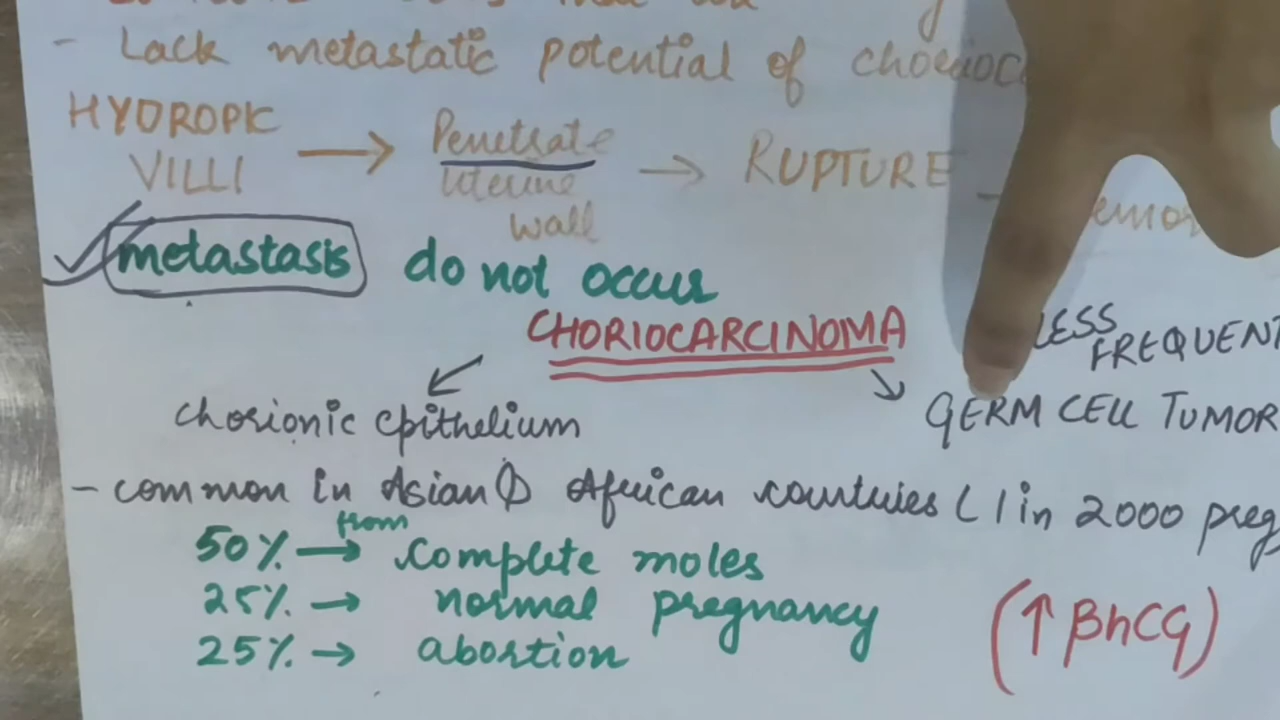 - Lack metastatic potential of
HYDROPIC VILLI → Penetrate uterine wall → RUPTURE →
metastasis do not occur
CHORIOCARCINOMA
LESS FREQUENT
chorionic epithelium
GERM CELL TUMOR
- common in Asian & African countries (1 in 2000 preg
50% → from complete moles
25% → normal pregnancy
25% → abortion
(↑ βhCG)